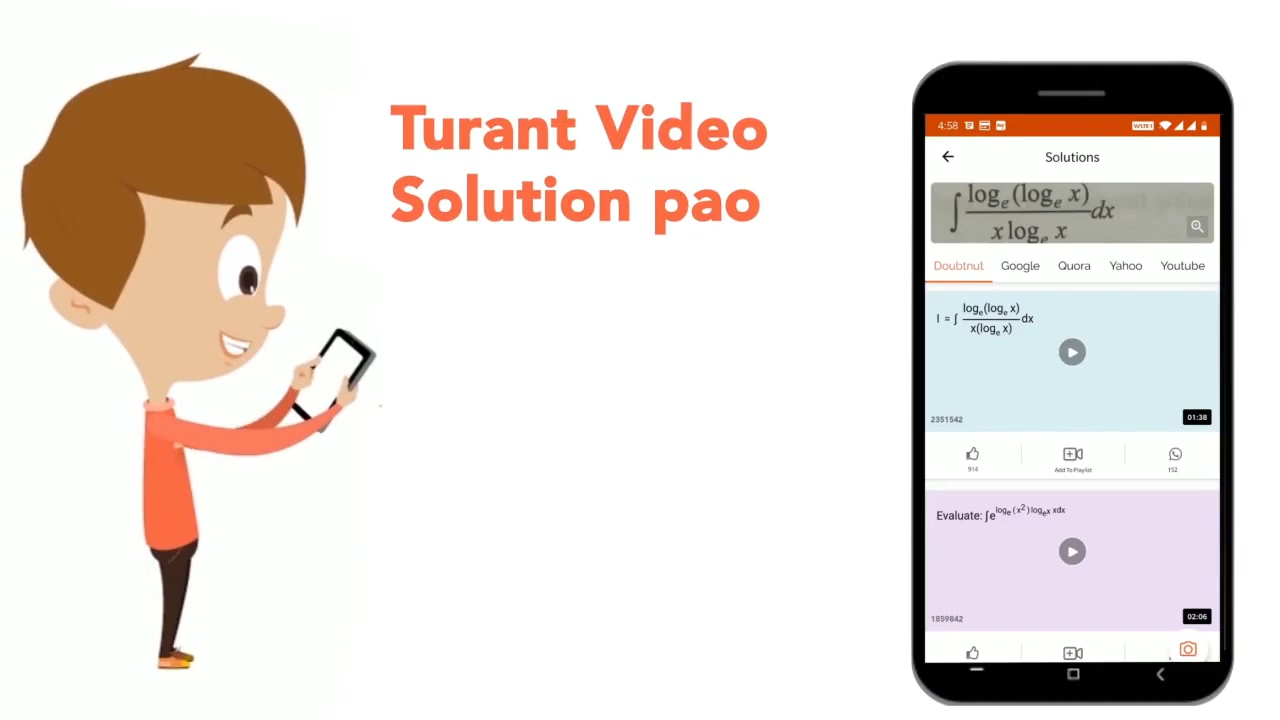 Turant Video
Solution pao
4:58
VoLTE1
Solutions
∫ logₑ(logₑ x) / x logₑ x dx
Doubtnut Google Quora Yahoo Youtube
I = ∫ logₑ(logₑ x) / x(logₑ x) dx
2351542 01:38
914 Add To Playlist 152
Evaluate: ∫e^logₑ(x²)logₑx xdx
1859842 02:06